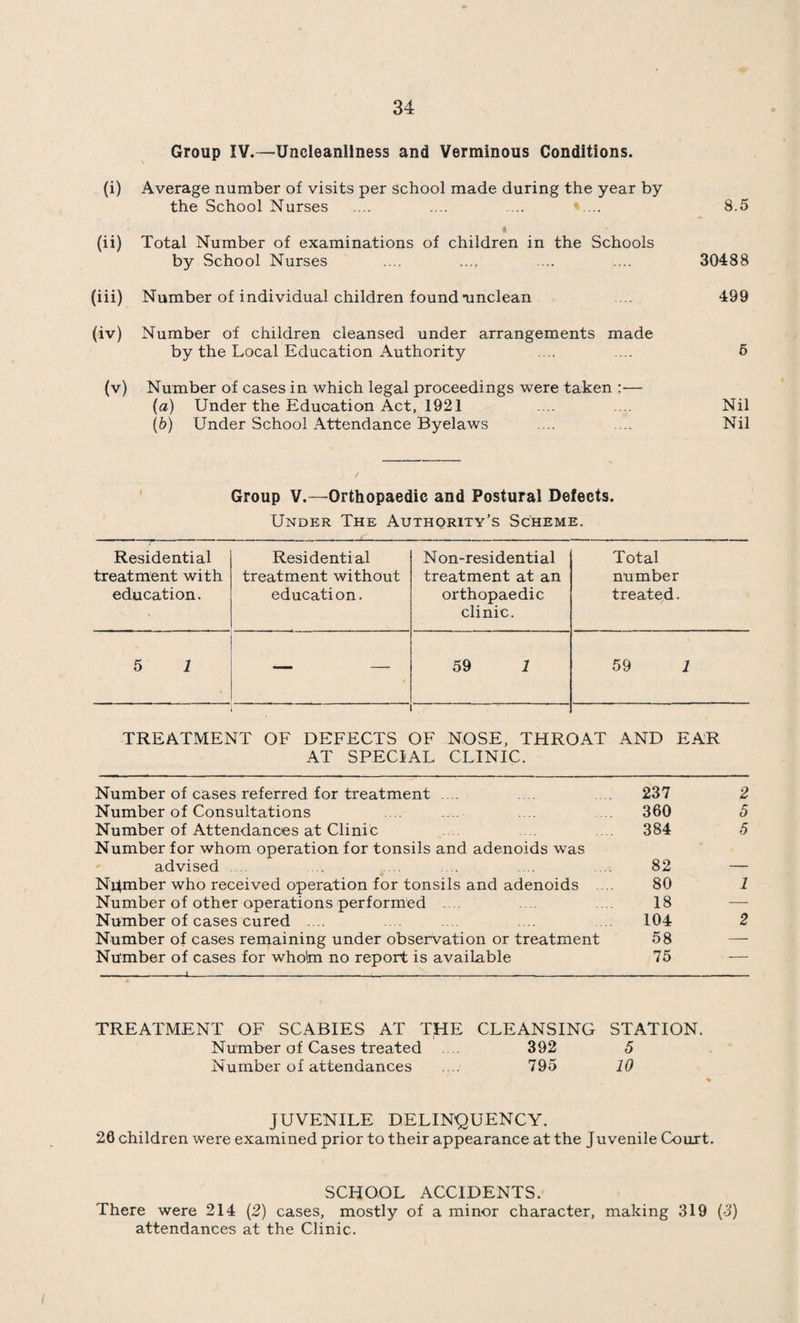 34
Group IV.—Uncleanliness and Verminous Conditions.
(i) Average number of visits per school made during the year by
the School Nurses .... .... .... .... 8.5
(ii) Total Number of examinations of children in the Schools
by School Nurses .... .... .... .... 30488
(iii) Number of individual children found unclean .... 499
(iv) Number of children cleansed under arrangements made
by the Local Education Authority .... .... 5
(v) Number of cases in which legal proceedings were taken :—
(a) Under the Education Act, 1921 .... .... Nil
(b) Under School Attendance Byelaws .... .... Nil
Group V.—Orthopaedic and Postural Defects.
Under The Authority's Scheme.
Residential treatment with education. | Residential treatment without education. | Non-residential treatment at an orthopaedic clinic. | Total number treated.
5 1 | — — | 59 1 | 59 1
TREATMENT OF DEFECTS OF NOSE, THROAT AND EAR
AT SPECIAL CLINIC.
Number of cases referred for treatment .... .... .... 237 2
Number of Consultations .... .... .... .... 360 5
Number of Attendances at Clinic .... .... .... 384 5
Number for whom operation for tonsils and adenoids was
advised .... .... .... .... .... .... 82 —
Number who received operation for tonsils and adenoids .... 80 1
Number of other operations performed .... .... .... 18 —
Number of cases cured .... .... .... .... .... 104 2
Number of cases remaining under observation or treatment 58 —
Number of cases for whom no report is available 75 —
TREATMENT OF SCABIES AT THE CLEANSING STATION.
Number of Cases treated .... 392 5
Number of attendances .... 795 10
JUVENILE DELINQUENCY.
26 children were examined prior to their appearance at the Juvenile Court.
SCHOOL ACCIDENTS.
There were 214 (2) cases, mostly of a minor character, making 319 (3)
attendances at the Clinic.